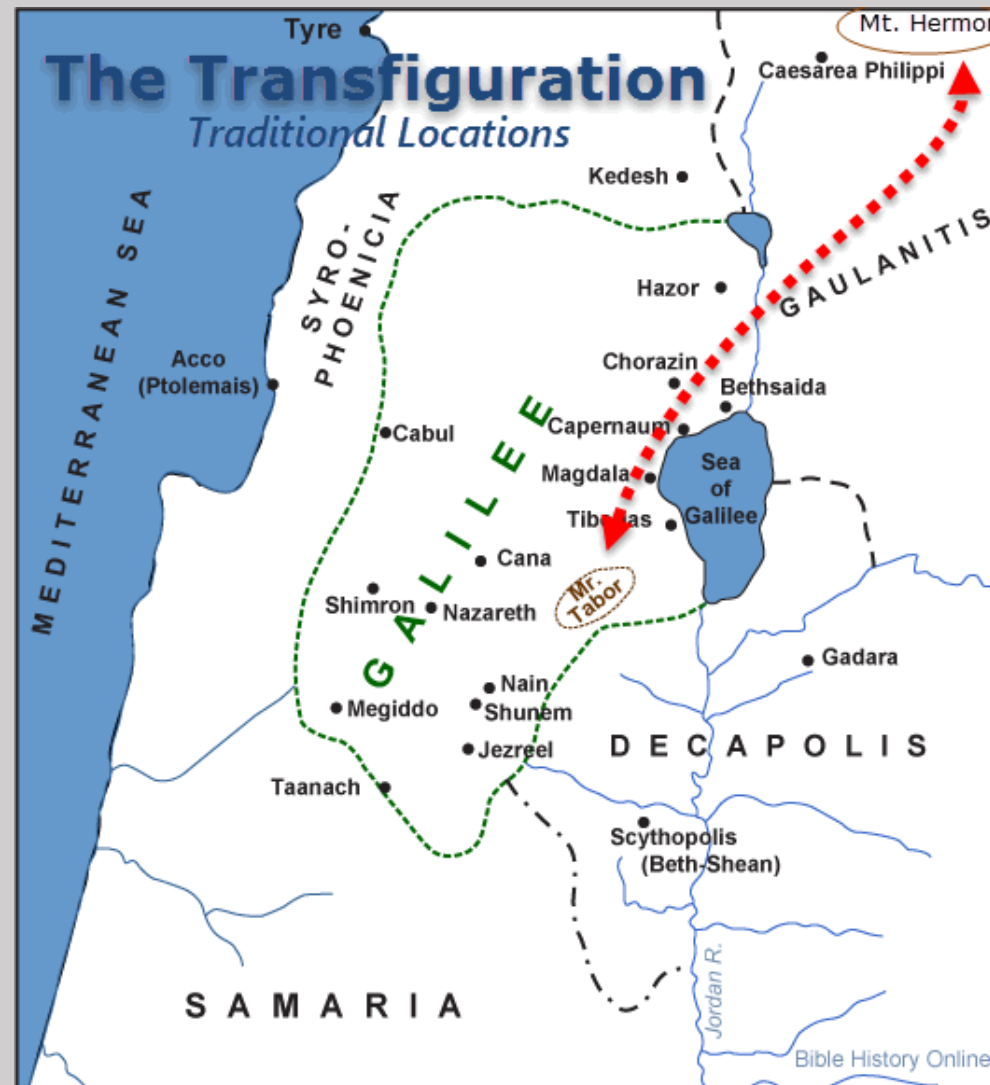 Tyre
Mt. Hermon
Caesarea Philippi
The Transfiguration
Traditional Locations
Kedesh
MEDITERRANEAN SEA
SYRO-
PHOENICIA
GAULANITIS
Hazor
Acco
(Ptolemais)
Chorazin
Bethsaida
Cabul
Capernaum
GALILEE
Magdala
Sea
of
Galilee
Tiberias
Cana
Mr.
Tabor
Shimron
Nazareth
Gadara
Nain
Megiddo
Shunem
DECAPOLIS
Jezreel
Taanach
Scythopolis
(Beth-Shean)
Jordan R.
SAMARIA
Bible History Online